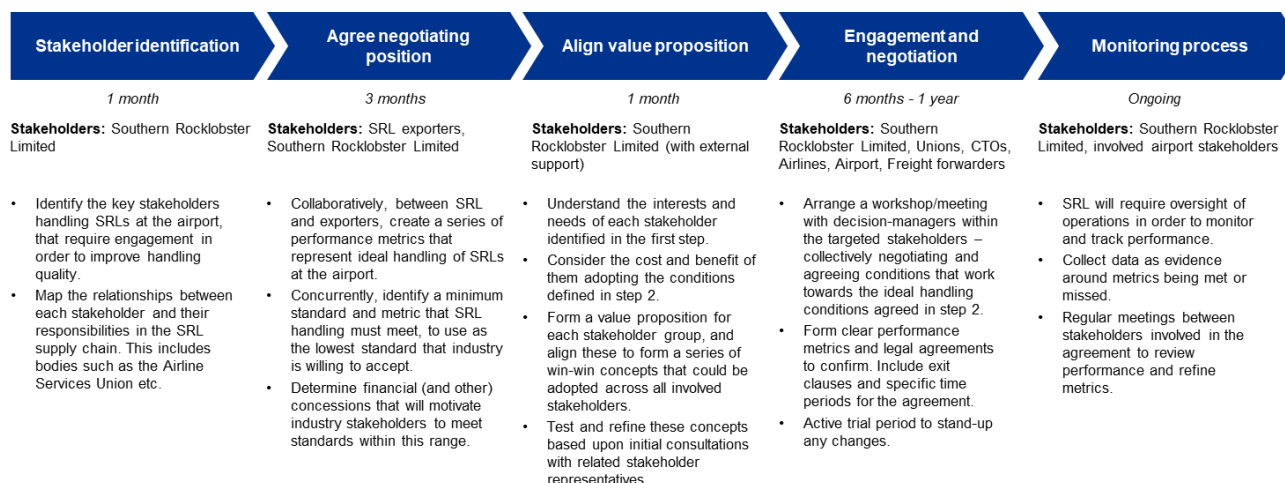 Stakeholder identification
Agree negotiating
position
Align value proposition
Engagement and
negotiation
Monitoring process
1 month
3 months
1 month
6 months - 1 year
Ongoing
Stakeholders: Southern Rocklobster
Limited
Stakeholders: SRL exporters,
Southern Rocklobster Limited
Stakeholders: Southern
Rocklobster Limited (with external
support)
Stakeholders: Southern
Rocklobster Limited, Unions, CTOs,
Airlines, Airport, Freight forwarders
Stakeholders: Southern Rocklobster
Limited, involved airport stakeholders
• Identify the key stakeholders
handling SRLs at the airport,
that require engagement in
order to improve handling
quality.
• Map the relationships between
each stakeholder and their
responsibilities in the SRL
supply chain. This includes
bodies such as the Airline
Services Union etc.
• Collaboratively, between SRL
and exporters, create a series of
performance metrics that
represent ideal handling of SRLs
at the airport.
• Concurrently, identify a minimum
standard and metric that SRL
handling must meet, to use as
the lowest standard that industry
is willing to accept.
• Determine financial (and other)
concessions that will motivate
industry stakeholders to meet
standards within this range.
• Understand the interests and
needs of each stakeholder
identified in the first step.
• Consider the cost and benefit of
them adopting the conditions
defined in step 2.
• Form a value proposition for
each stakeholder group, and
align these to form a series of
win-win concepts that could be
adopted across all involved
stakeholders.
• Test and refine these concepts
based upon initial consultations
with related stakeholder
representatives
• Arrange a workshop/meeting
with decision-managers within
the targeted stakeholders –
collectively negotiating and
agreeing conditions that work
towards the ideal handling
conditions agreed in step 2.
• Form clear performance
metrics and legal agreements
to confirm. Include exit
clauses and specific time
periods for the agreement.
• Active trial period to stand-up
any changes.
• SRL will require oversight of
operations in order to monitor
and track performance.
• Collect data as evidence
around metrics being met or
missed.
• Regular meetings between
stakeholders involved in the
agreement to review
performance and refine
metrics.